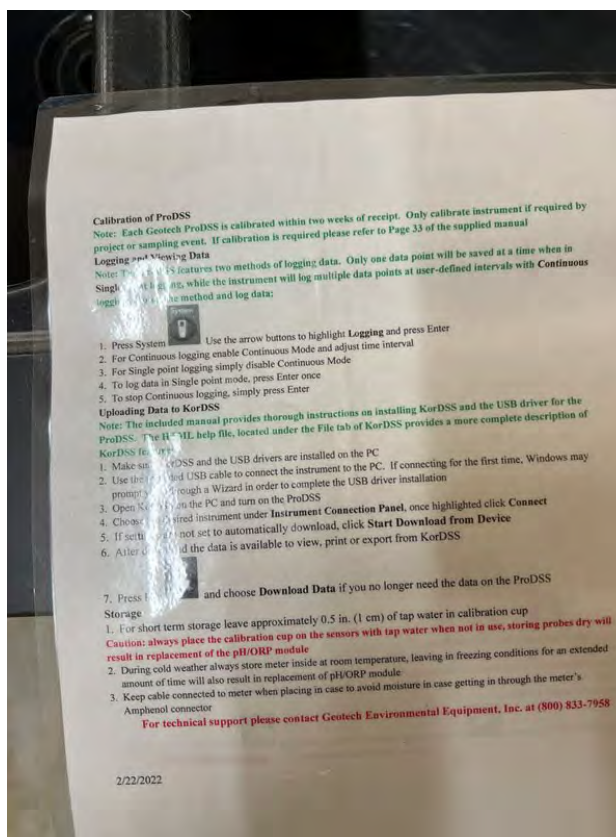 Calibration of ProDSS
Note: Each Geotech ProDSS is calibrated within two weeks of receipt. Only calibrate instrument if required by
project or sampling event. If calibration is required please refer to Page 33 of the supplied manual
Logging and Viewing Data
Note: features two methods of logging data. Only one data point will be saved at a time when in
Single while the instrument will log multiple data points at user-defined intervals with Continuous
method and log data:
System
1. Press System Use the arrow buttons to highlight Logging and press Enter
2. For Continuous logging enable Continuous Mode and adjust time interval
3. For Single point logging simply disable Continuous Mode
4. To log data in Single point mode, press Enter once
5. To stop Continuous logging, simply press Enter
Uploading Data to KorDSS
Note: The included manual provides thorough instructions on installing KorDSS and the USB driver for the
ProDSS. The help file, located under the File tab of KorDSS provides a more complete description of
KorDSS
1. Make and the USB drivers are installed on the PC
2. Use the USB cable to connect the instrument to the PC. If connecting for the first time, Windows may
through a Wizard in order to complete the USB driver installation
3. Open on the PC and turn on the ProDSS
4. Choose instrument under Instrument Connection Panel, once highlighted click Connect
5. If not set to automatically download, click Start Download from Device
6. After the data is available to view, print or export from KorDSS
7. Press and choose Download Data if you no longer need the data on the ProDSS
Storage
1. For short term storage leave approximately 0.5 in. (1 cm) of tap water in calibration cup
Caution: always place the calibration cup on the sensors with tap water when not in use, storing probes dry will
result in replacement of the pH/ORP module
2. During cold weather always store meter inside at room temperature, leaving in freezing conditions for an extended
amount of time will also result in replacement of pH/ORP module
3. Keep cable connected to meter when placing in case to avoid moisture in case getting in through the meter's
Amphenol connector
For technical support please contact Geotech Environmental Equipment, Inc. at (800) 833-7958
2/22/2022